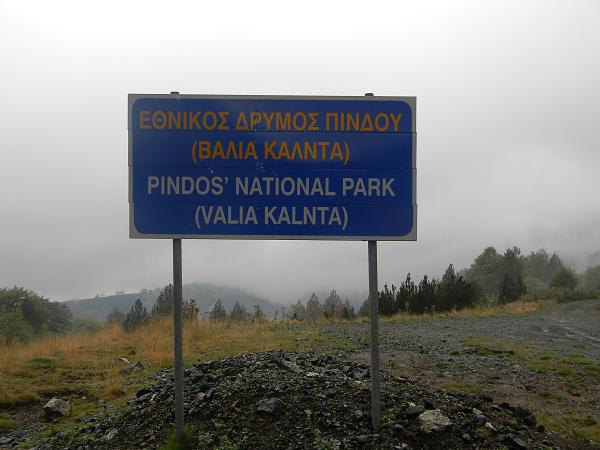 ΕΘΝΙΚΟΣ ΔΡΥΜΟΣ ΠΙΝΔΟΥ
(ΒΑΛΙΑ ΚΑΛΝΤΑ)
PINDOS' NATIONAL PARK
(VALIA KALNTA)